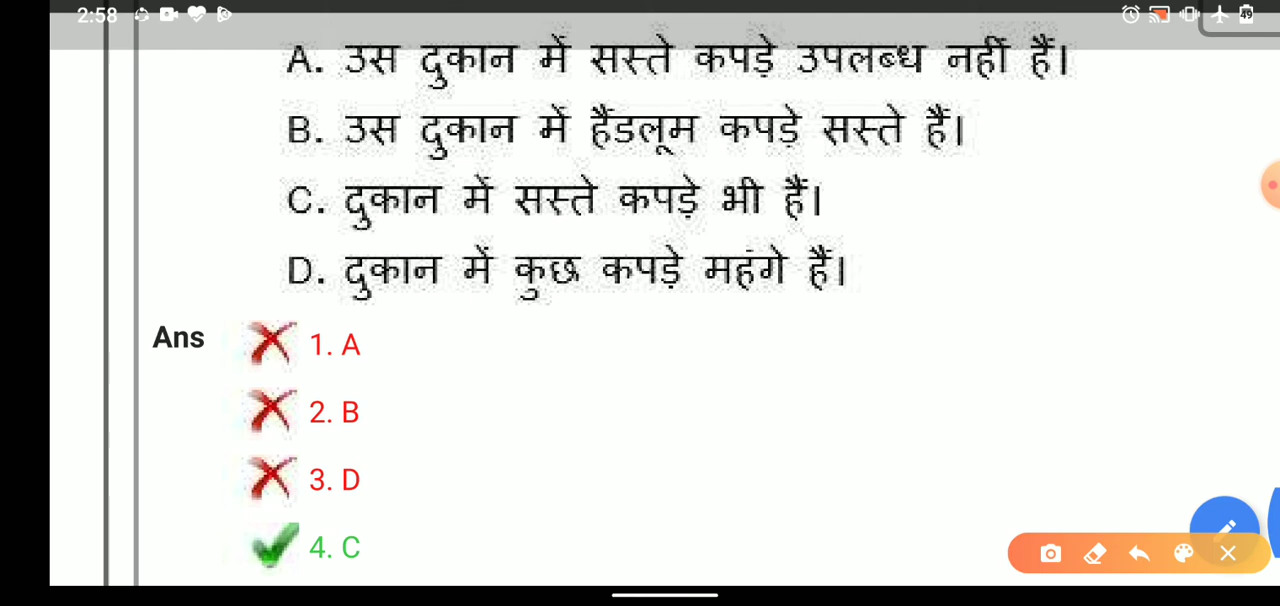 2:58
49
A. उस दुकान में सस्ते कपड़े उपलब्ध नहीं हैं।
B. उस दुकान में हैंडलूम कपड़े सस्ते हैं।
C. दुकान में सस्ते कपड़े भी हैं।
D. दुकान में कुछ कपड़े महंगे हैं।
Ans
1. A
2. B
3. D
4. C